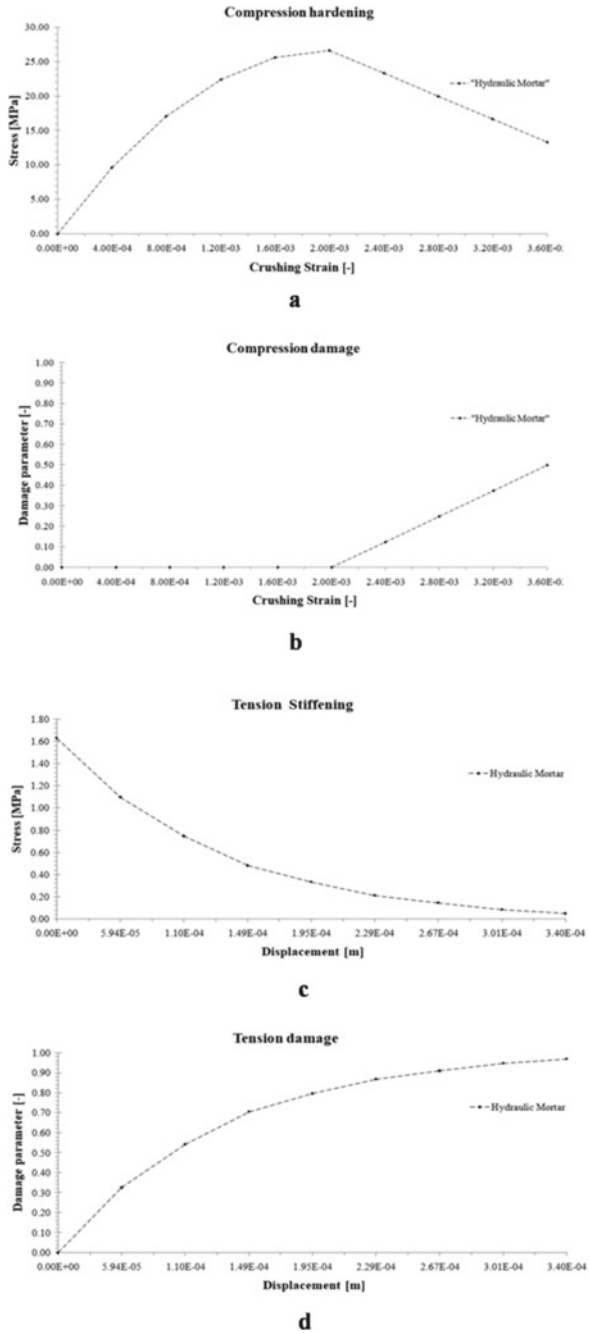 Compression hardening
30.00
25.00
20.00
15.00
10.00
5.00
0.00
Stress [MPa]
"Hydraulic Mortar"
0.00E+00 4.00E-04 8.00E-04 1.20E-03 1.60E-03 2.00E-03 2.40E-03 2.80E-03 3.20E-03 3.60E-0
Crushing Strain [-]
a
Compression damage
1.00
0.90
0.80
0.70
0.60
0.50
0.40
0.30
0.20
0.10
0.00
Damage parameter [-]
"Hydraulic Mortar"
0.00E+00 4.00E-04 8.00E-04 1.20E-03 1.60E-03 2.00E-03 2.40E-03 2.80E-03 3.20E-03 3.60E-0
Crushing Strain [-]
b
Tension Stiffening
1.80
1.60
1.40
1.20
1.00
0.80
0.60
0.40
0.20
0.00
Stress [MPa]
Hydraulic Mortar
0.00E+00 5.94E-05 1.10E-04 1.49E-04 1.95E-04 2.29E-04 2.67E-04 3.01E-04 3.40E-04
Displacement [m]
c
Tension damage
1.00
0.90
0.80
0.70
0.60
0.50
0.40
0.30
0.20
0.10
0.00
Damage parameter [-]
Hydraulic Mortar
0.00E+00 5.94E-05 1.10E-04 1.49E-04 1.95E-04 2.29E-04 2.67E-04 3.01E-04 3.40E-04
Displacement [m]
d